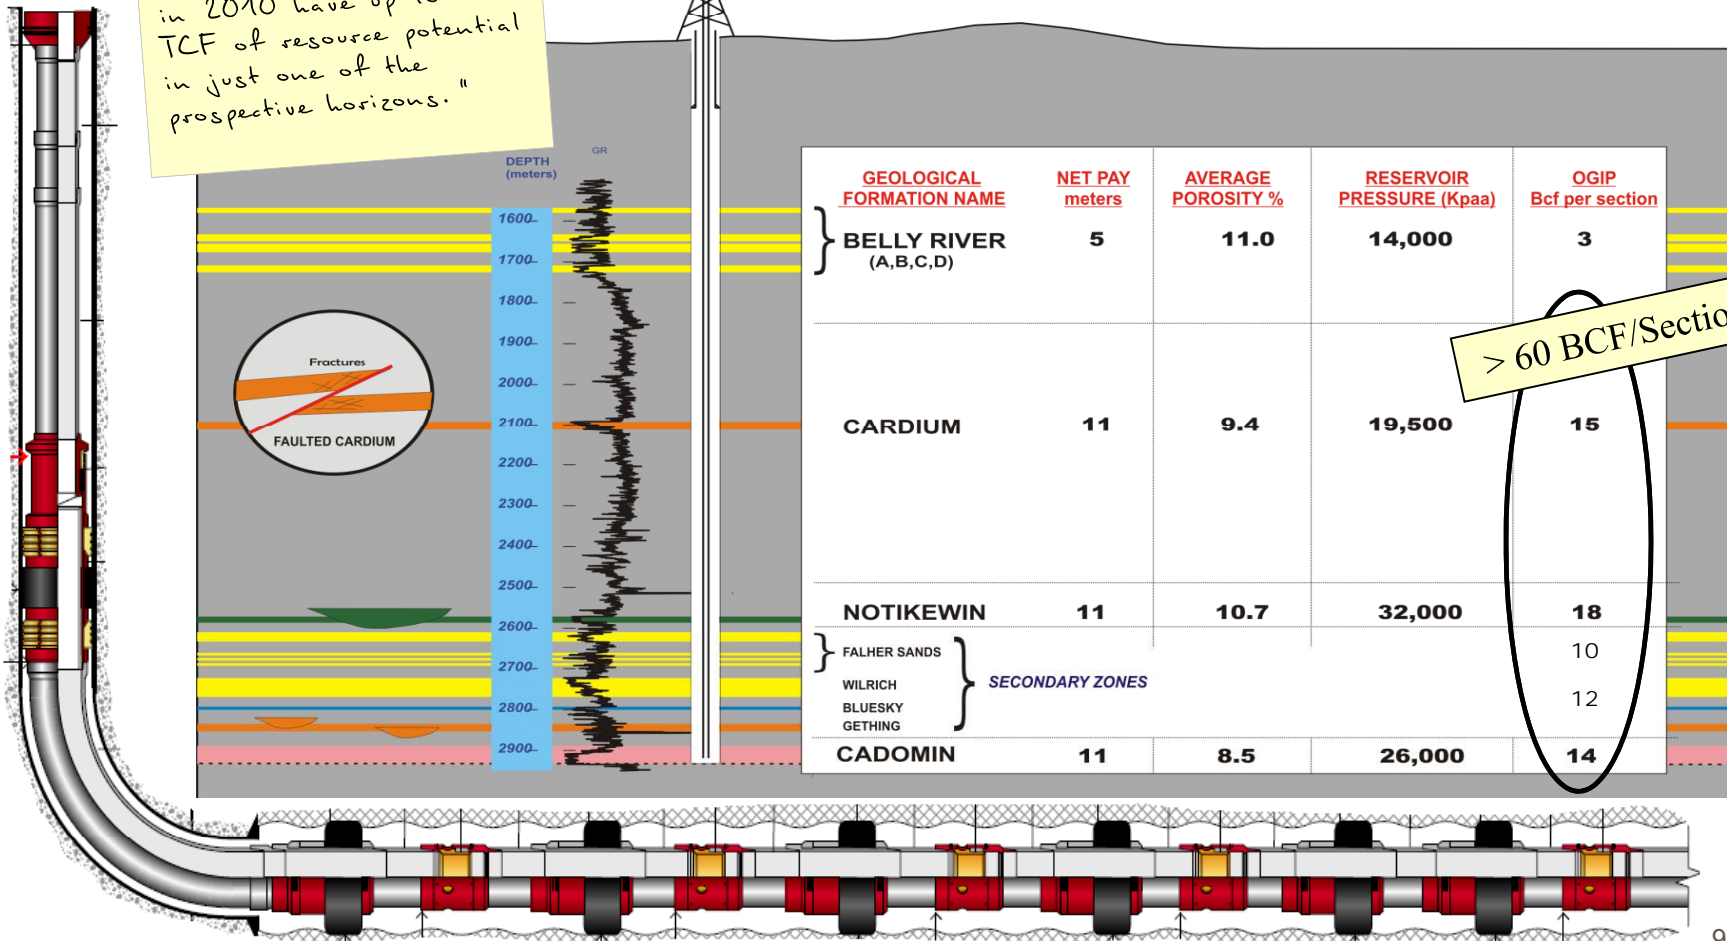 in 2010 have up to
TCF of resource potential
in just one of the
prospective horizons."
DEPTH
(meters)
GR
1600
1700
1800
1900
2000
2100
2200
2300
2400
2500
2600
2700
2800
2900
Fractures
FAULTED CARDIUM
GEOLOGICAL FORMATION NAME NET PAY meters AVERAGE POROSITY % RESERVOIR PRESSURE (Kpaa) OGIP Bcf per section
BELLY RIVER 5 11.0 14,000 3
(A,B,C,D)
> 60 BCF/Sectio
CARDIUM 11 9.4 19,500 15
NOTIKEWIN 11 10.7 32,000 18
FALHER SANDS 10
SECONDARY ZONES
WILRICH 12
BLUESKY
GETHING
CADOMIN 11 8.5 26,000 14
9